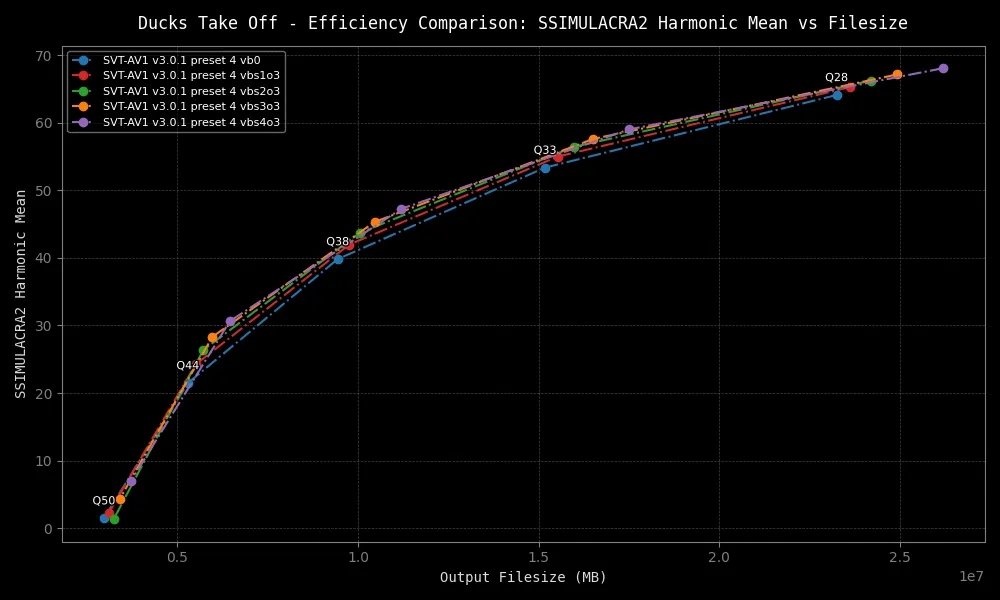 Ducks Take Off - Efficiency Comparison: SSIMULACRA2 Harmonic Mean vs Filesize
SVT-AV1 v3.0.1 preset 4 vb0
SVT-AV1 v3.0.1 preset 4 vbs1o3
SVT-AV1 v3.0.1 preset 4 vbs2o3
SVT-AV1 v3.0.1 preset 4 vbs3o3
SVT-AV1 v3.0.1 preset 4 vbs4o3
SSIMULACRA2 Harmonic Mean
70
60
50
40
30
20
10
0
Q28
Q33
Q38
Q44
Q50
0.5 1.0 1.5 2.0 2.5
1e7
Output Filesize (MB)